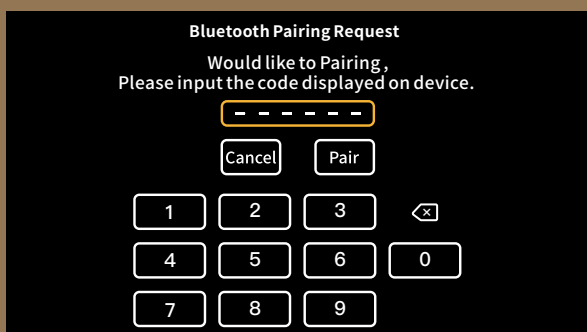 Bluetooth Pairing Request
Would like to Pairing ,
Please input the code displayed on device.
– – – – – –
Cancel Pair
1 2 3
4 5 6 0
7 8 9